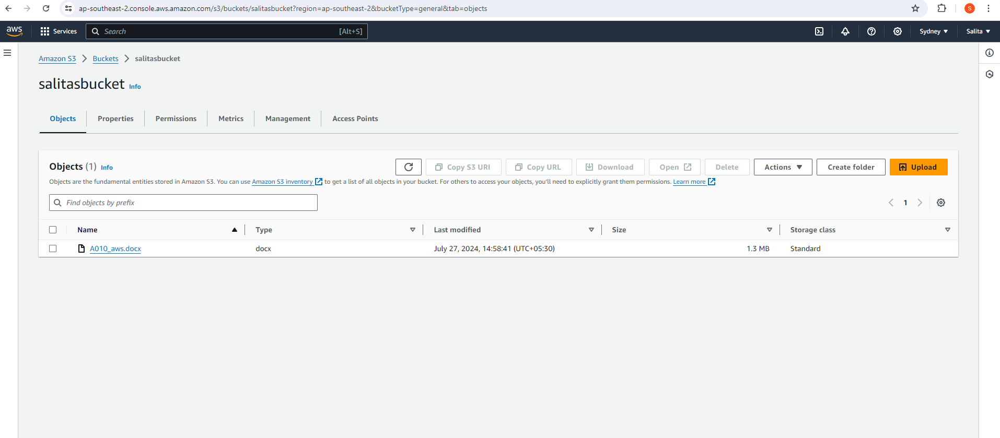 ap-southeast-2.console.aws.amazon.com/s3/buckets/salitasbucket?region=ap-southeast-2&bucketType=general&tab=objects
S
aws Services Search [Alt+S] Sydney Salita
Amazon S3 Buckets salitasbucket
salitasbucket Info
Objects Properties Permissions Metrics Management Access Points
Objects (1) Info Copy S3 URI Copy URL Download Open Delete Actions Create folder Upload
Objects are the fundamental entities stored in Amazon S3. You can use Amazon S3 inventory to get a list of all objects in your bucket. For others to access your objects, you'll need to explicitly grant them permissions. Learn more
Find objects by prefix 1
Name Type Last modified Size Storage class
A010_aws.docx docx July 27, 2024, 14:58:41 (UTC+05:30) 1.3 MB Standard